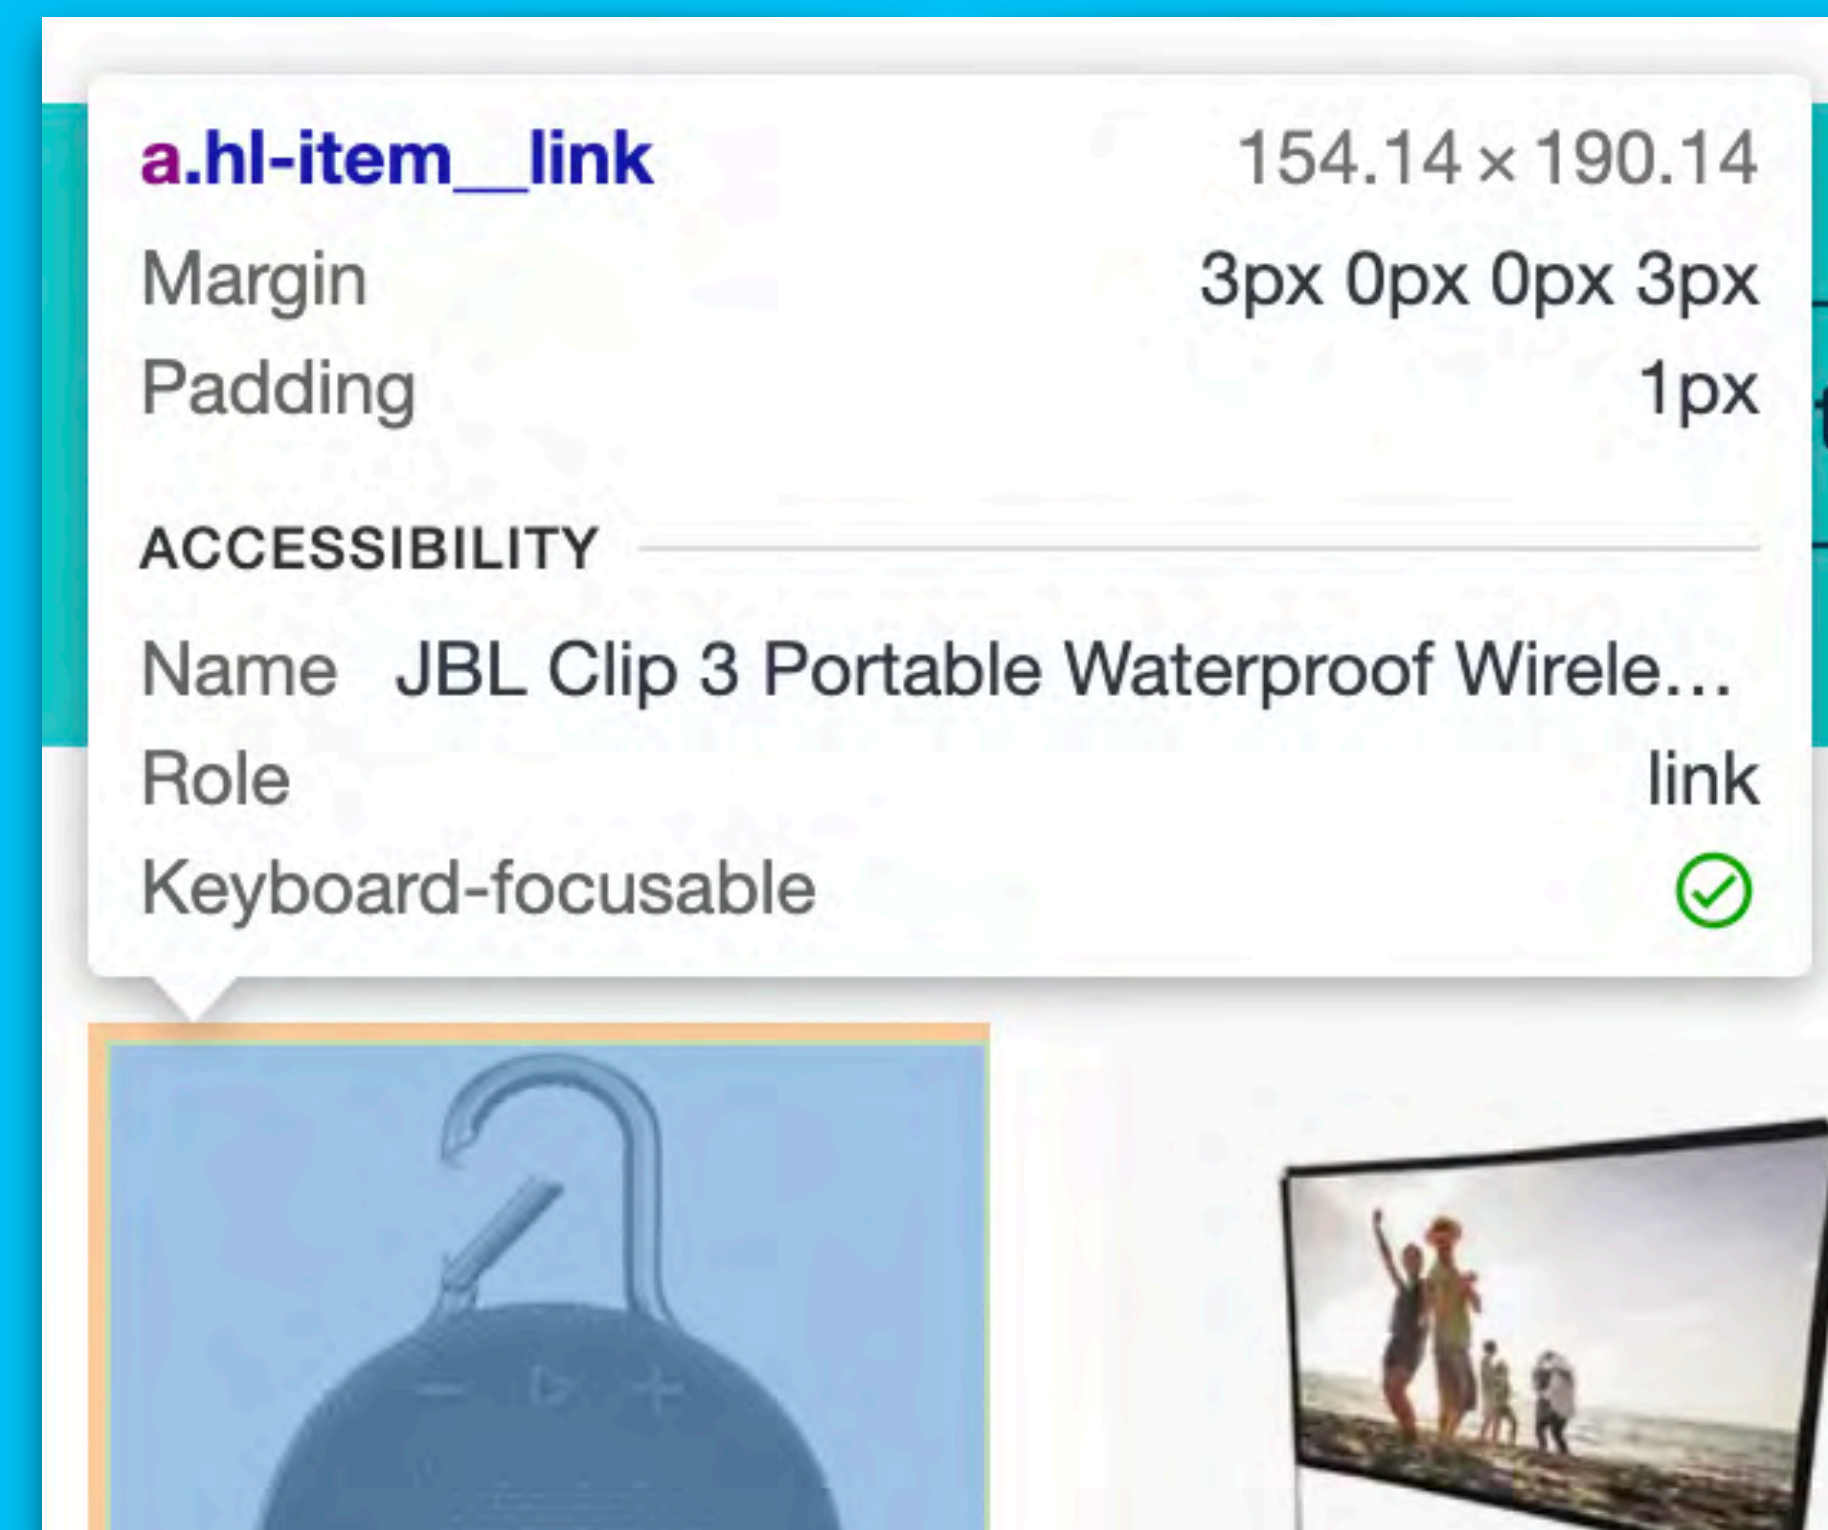 a.hl-item__link 154.14 × 190.14
Margin 3px 0px 0px 3px
Padding 1px
ACCESSIBILITY
Name JBL Clip 3 Portable Waterproof Wirele...
Role link
Keyboard-focusable